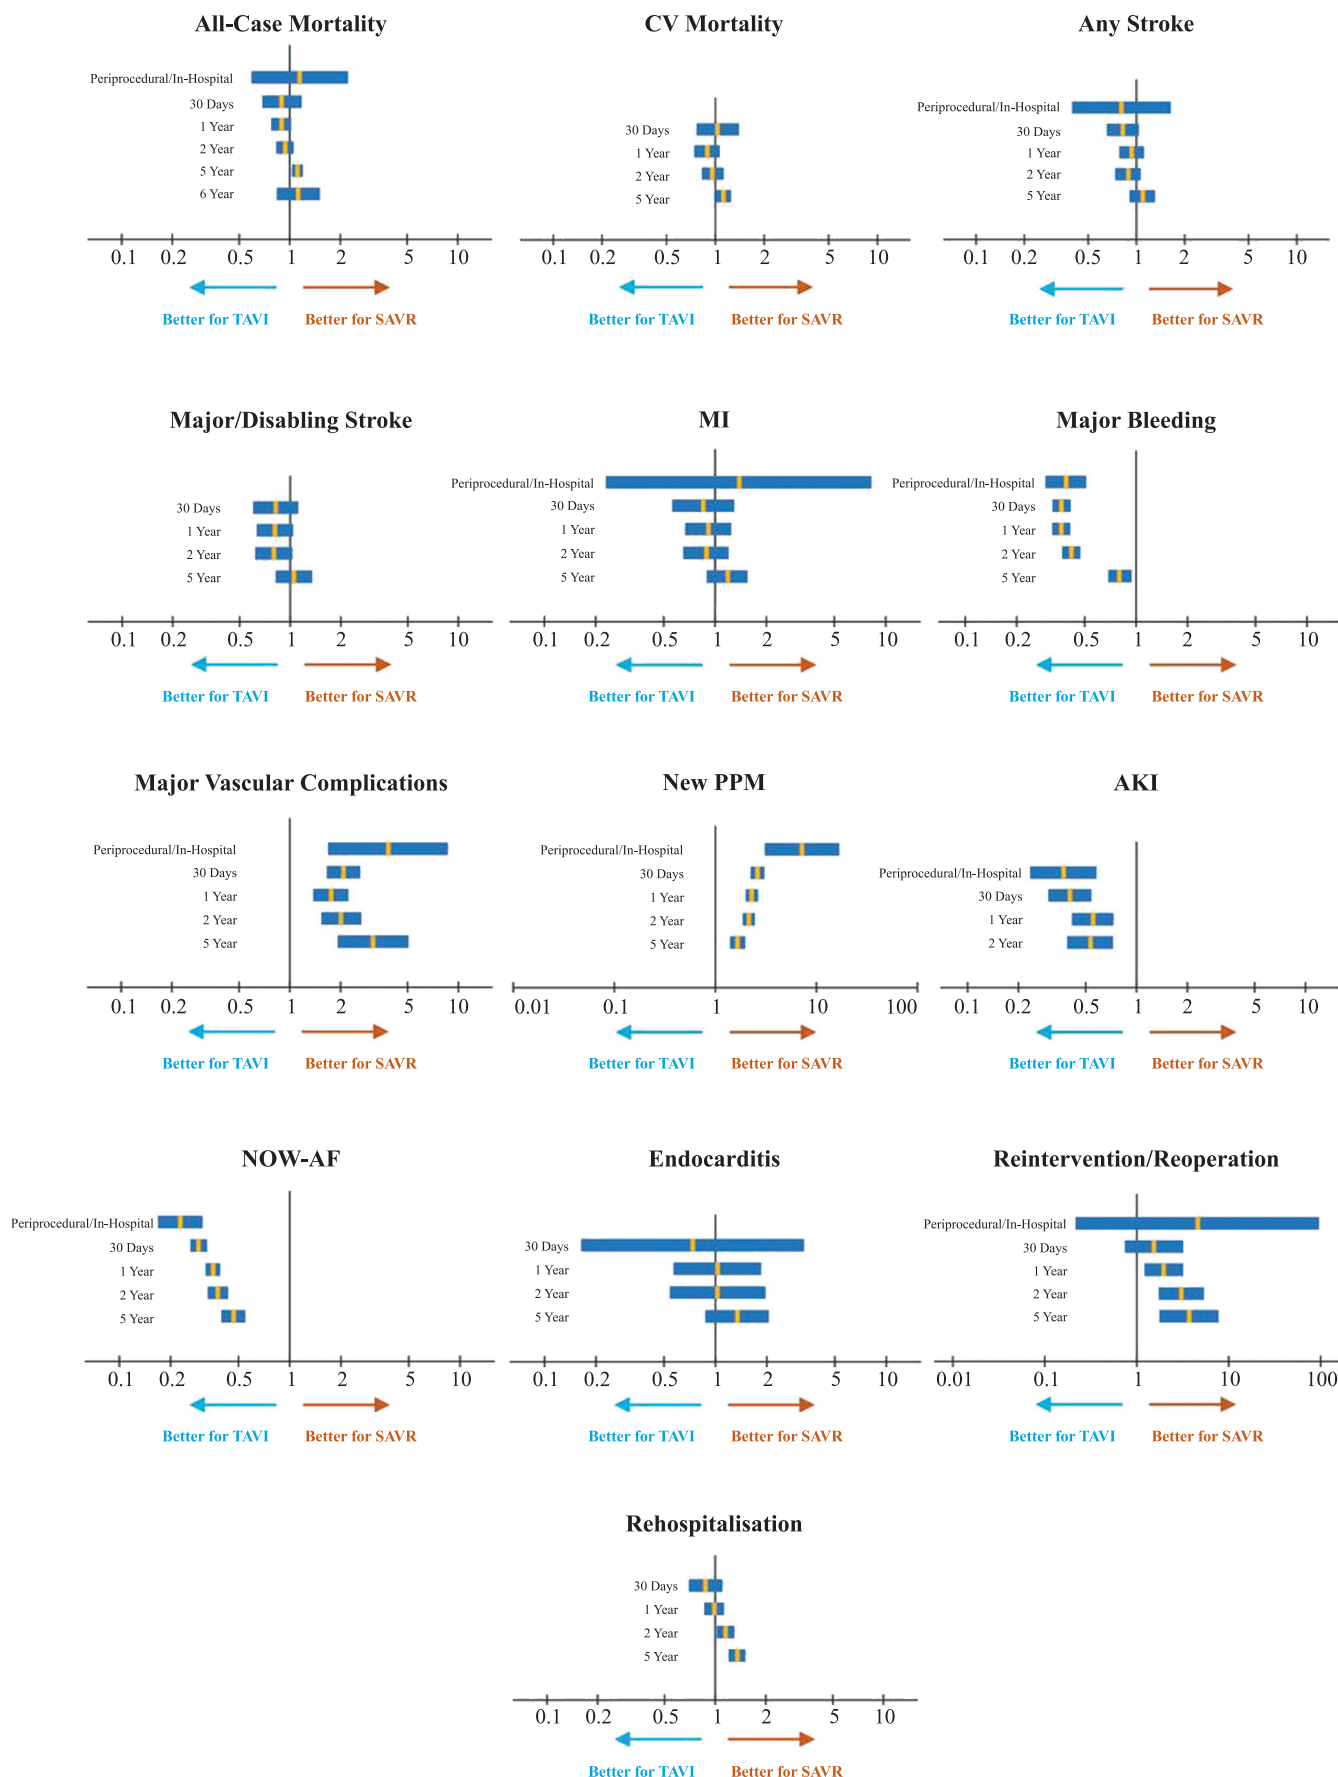 All-Case Mortality
Periprocedural/In-Hospital
30 Days
1 Year
2 Year
5 Year
6 Year
0.1 0.2 0.5 1 2 5 10
Better for TAVI Better for SAVR
CV Mortality
30 Days
1 Year
2 Year
5 Year
0.1 0.2 0.5 1 2 5 10
Better for TAVI Better for SAVR
Any Stroke
Periprocedural/In-Hospital
30 Days
1 Year
2 Year
5 Year
0.1 0.2 0.5 1 2 5 10
Better for TAVI Better for SAVR
Major/Disabling Stroke
30 Days
1 Year
2 Year
5 Year
0.1 0.2 0.5 1 2 5 10
Better for TAVI Better for SAVR
MI
Periprocedural/In-Hospital
30 Days
1 Year
2 Year
5 Year
0.1 0.2 0.5 1 2 5 10
Better for TAVI Better for SAVR
Major Bleeding
Periprocedural/In-Hospital
30 Days
1 Year
2 Year
5 Year
0.1 0.2 0.5 1 2 5 10
Better for TAVI Better for SAVR
Major Vascular Complications
Periprocedural/In-Hospital
30 Days
1 Year
2 Year
5 Year
0.1 0.2 0.5 1 2 5 10
Better for TAVI Better for SAVR
New PPM
Periprocedural/In-Hospital
30 Days
1 Year
2 Year
5 Year
0.01 0.1 1 10 100
Better for TAVI Better for SAVR
AKI
Periprocedural/In-Hospital
30 Days
1 Year
2 Year
0.1 0.2 0.5 1 2 5 10
Better for TAVI Better for SAVR
NOW-AF
Periprocedural/In-Hospital
30 Days
1 Year
2 Year
5 Year
0.1 0.2 0.5 1 2 5 10
Better for TAVI Better for SAVR
Endocarditis
30 Days
1 Year
2 Year
5 Year
0.1 0.2 0.5 1 2 5 10
Better for TAVI Better for SAVR
Reintervention/Reoperation
Periprocedural/In-Hospital
30 Days
1 Year
2 Year
5 Year
0.01 0.1 1 10 100
Better for TAVI Better for SAVR
Rehospitalisation
30 Days
1 Year
2 Year
5 Year
0.1 0.2 0.5 1 2 5 10
Better for TAVI Better for SAVR